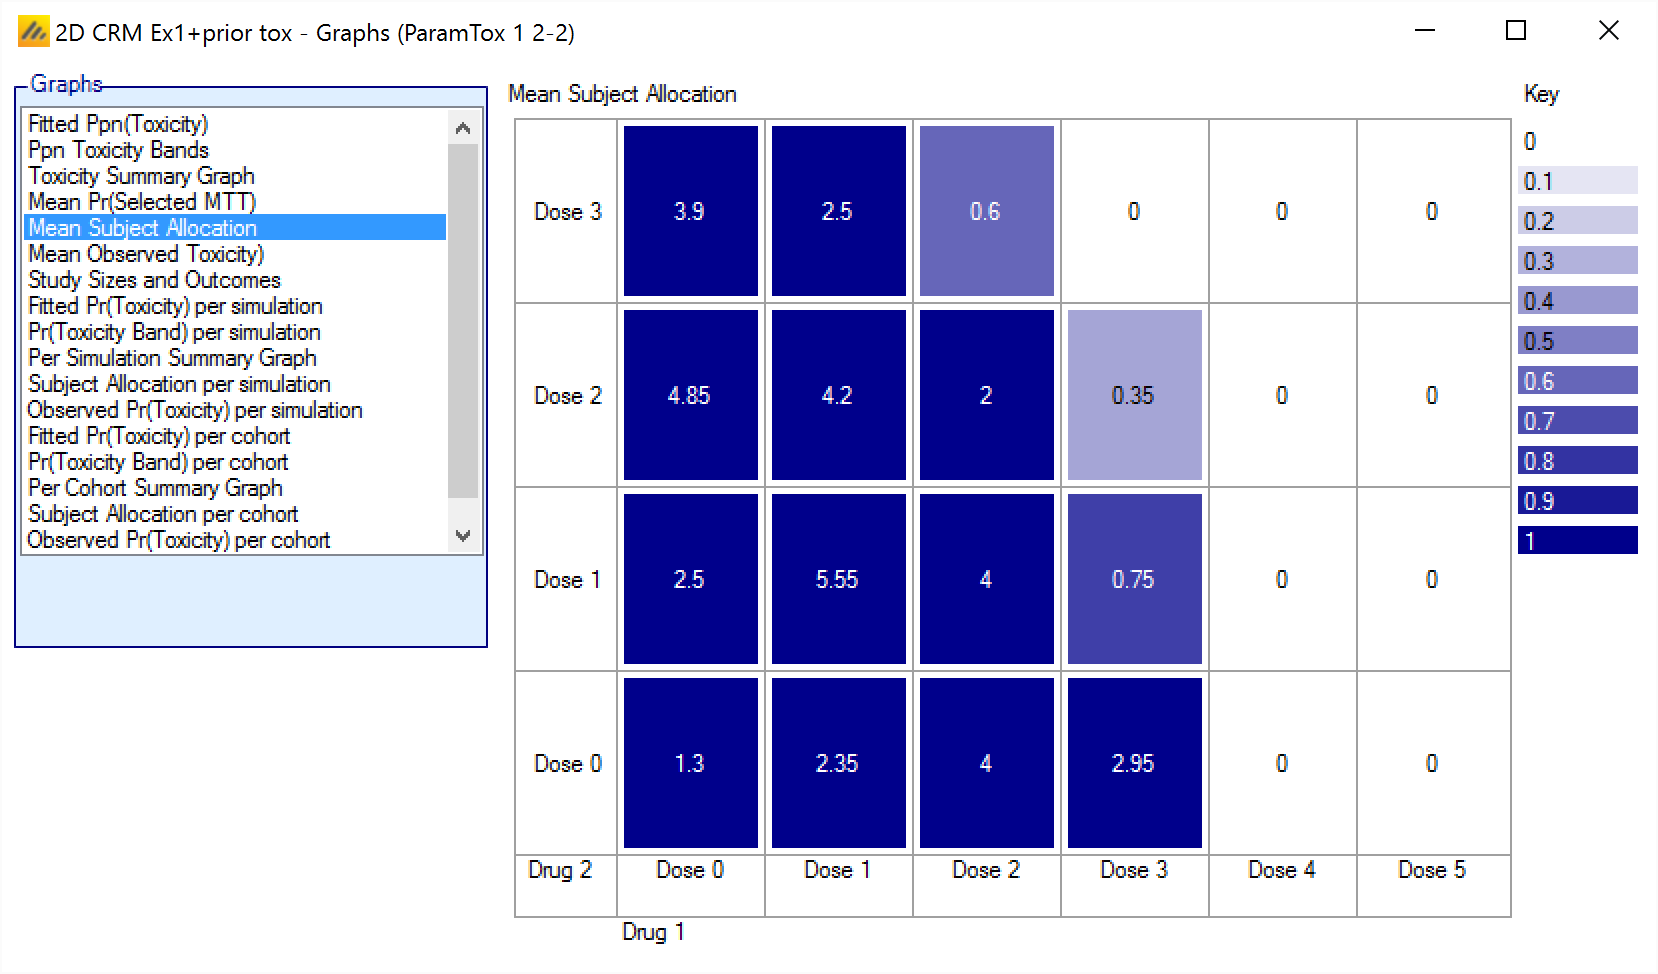 2D CRM Ex1+prior tox - Graphs (ParamTox 1 2-2)
Graphs
Fitted Ppn(Toxicity)
Ppn Toxicity Bands
Toxicity Summary Graph
Mean Pr(Selected MTT)
Mean Subject Allocation
Mean Observed Toxicity)
Study Sizes and Outcomes
Fitted Pr(Toxicity) per simulation
Pr(Toxicity Band) per simulation
Per Simulation Summary Graph
Subject Allocation per simulation
Observed Pr(Toxicity) per simulation
Fitted Pr(Toxicity) per cohort
Pr(Toxicity Band) per cohort
Per Cohort Summary Graph
Subject Allocation per cohort
Observed Pr(Toxicity) per cohort
Mean Subject Allocation
Dose 3 3.9 2.5 0.6 0 0 0
Dose 2 4.85 4.2 2 0.35 0 0
Dose 1 2.5 5.55 4 0.75 0 0
Dose 0 1.3 2.35 4 2.95 0 0
Drug 2 Dose 0 Dose 1 Dose 2 Dose 3 Dose 4 Dose 5
Drug 1
Key
0
0.1
0.2
0.3
0.4
0.5
0.6
0.7
0.8
0.9
1